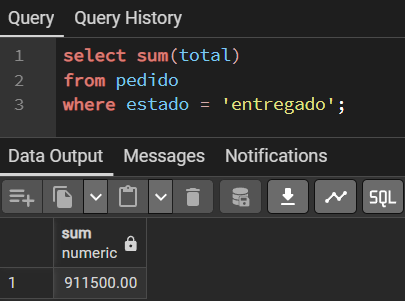 Query Query History
1 select sum(total)
2 from pedido
3 where estado = 'entregado';
Data Output Messages Notifications
SQL
sum
numeric
1 911500.00